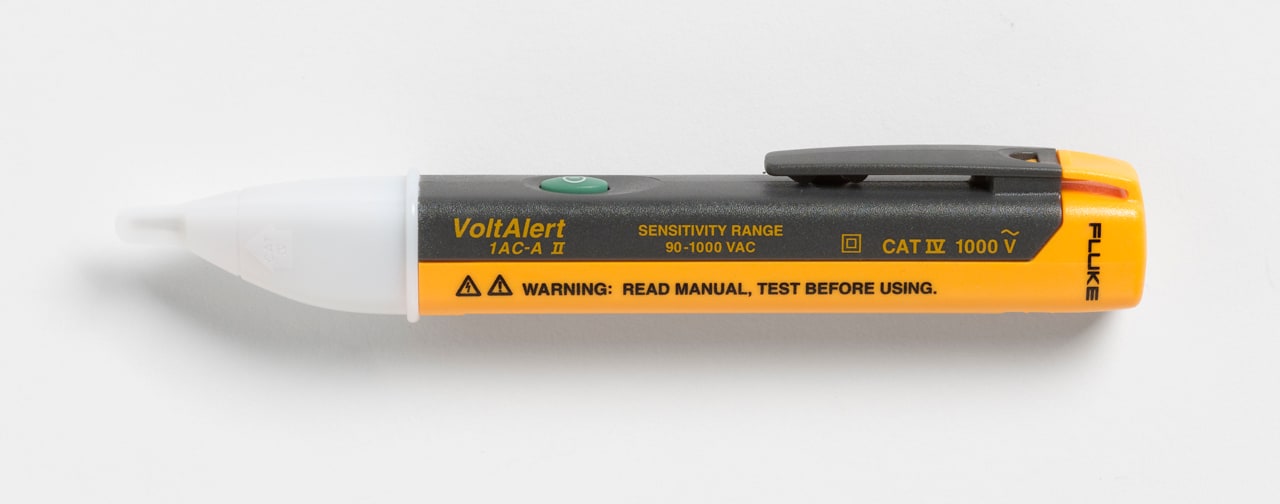 VoltAlert
1AC-A II
SENSITIVITY RANGE
90-1000 VAC
CAT IV 1000 V
WARNING: READ MANUAL, TEST BEFORE USING.
FLUKE